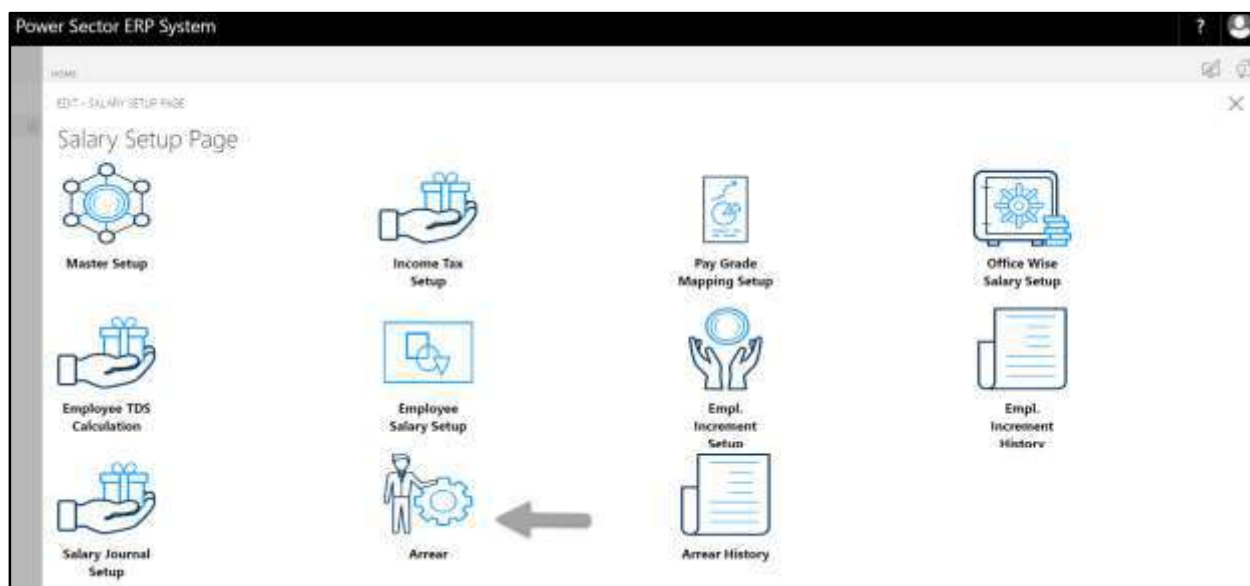 Power Sector ERP System
?
HOME
EDIT - SALARY SETUP PAGE
Salary Setup Page
Master Setup
Income Tax
Setup
Pay Grade
Mapping Setup
Office Wise
Salary Setup
Employee TDS
Calculation
Employee
Salary Setup
Empl.
Increment
Setup
Empl.
Increment
History
Salary Journal
Setup
Arrear
Arrear History